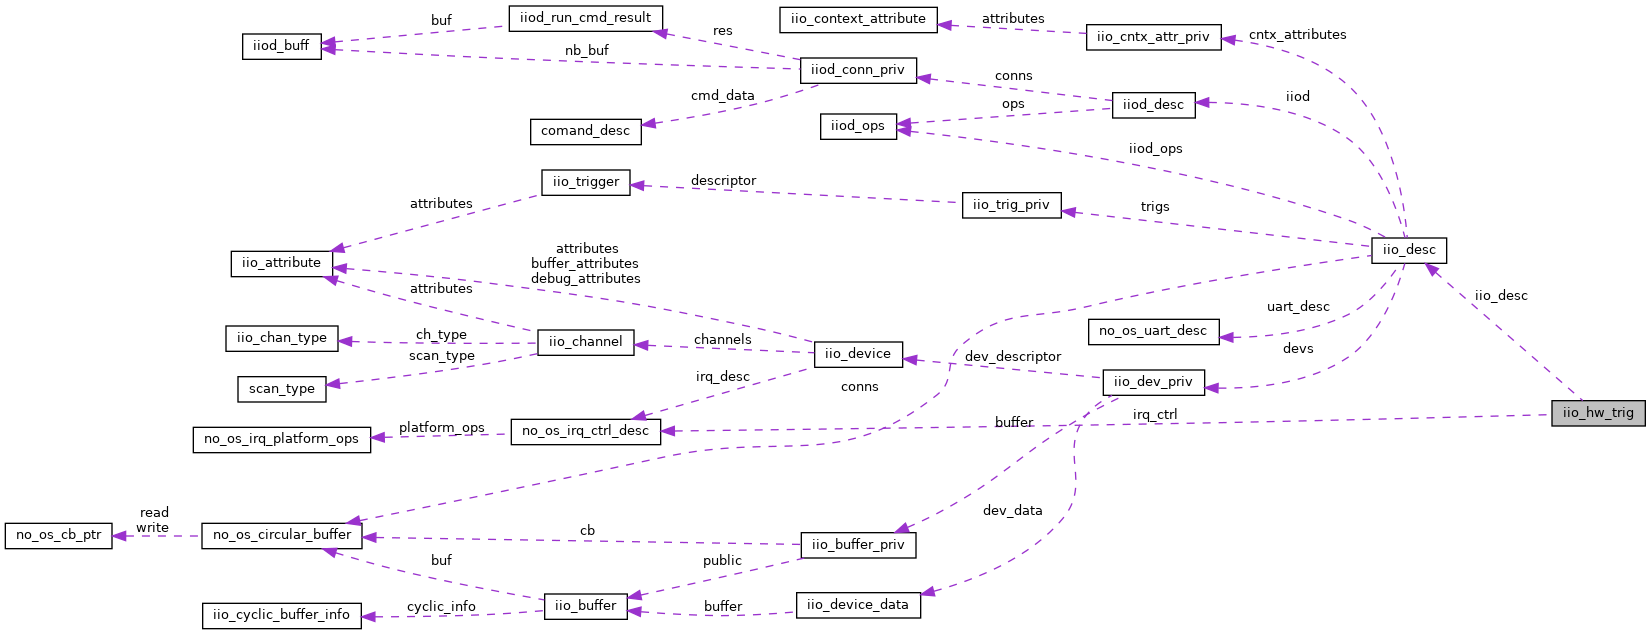 buf
iiod_run_cmd_result
iio_context_attribute
attributes
iio_cntx_attr_priv
cntx_attributes
iiod_buff
nb_buf
res
iiod_conn_priv
conns
iiod_desc
iiod
cmd_data
comand_desc
ops
iiod_ops
iiod_ops
iio_trigger
descriptor
iio_trig_priv
trigs
attributes
iio_desc
iio_attribute
attributes
buffer_attributes
debug_attributes
attributes
iio_desc
iio_chan_type
ch_type
scan_type
iio_channel
channels
iio_device
dev_descriptor
uart_desc
no_os_uart_desc
devs
scan_type
irq_desc
conns
iio_dev_priv
iio_hw_trig
no_os_irq_platform_ops
platform_ops
no_os_irq_ctrl_desc
buffer
irq_ctrl
no_os_cb_ptr
read
write
no_os_circular_buffer
cb
iio_buffer_priv
dev_data
buf
public
iio_cyclic_buffer_info
cyclic_info
iio_buffer
buffer
iio_device_data